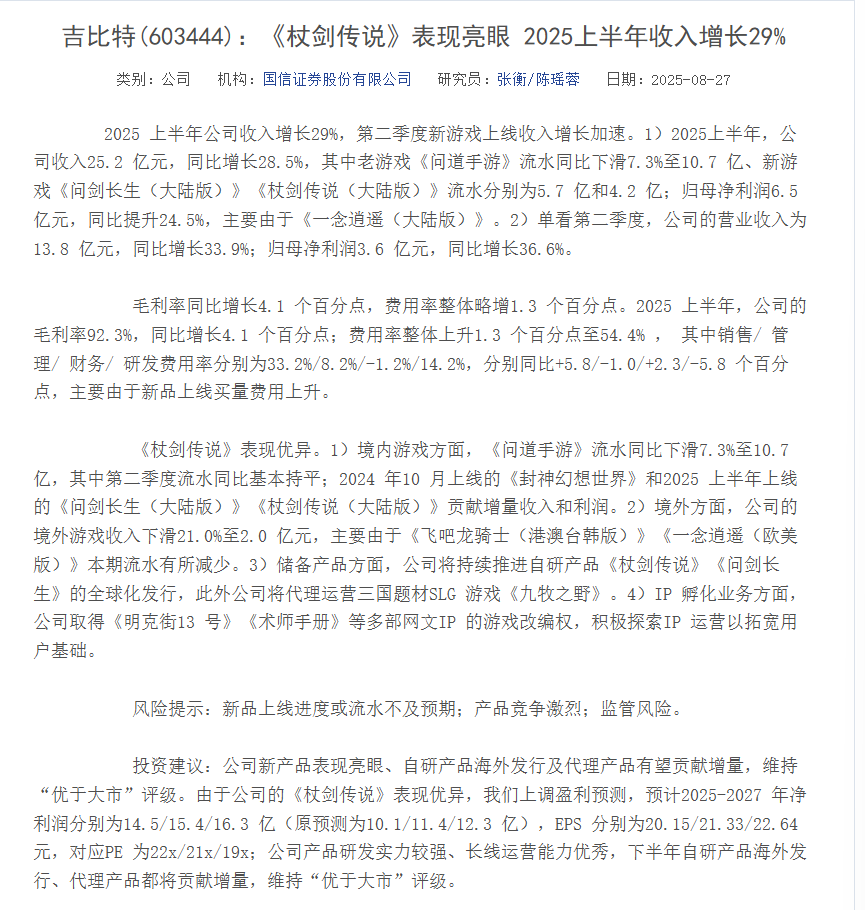 吉比特(603444)：《杖剑传说》表现亮眼 2025上半年收入增长29%
类别：公司 机构：国信证券股份有限公司 研究员：张衡/陈瑶蓉 日期：2025-08-27
2025 上半年公司收入增长29%，第二季度新游戏上线收入增长加速。1）2025上半年，公
司收入25.2 亿元，同比增长28.5%，其中老游戏《问道手游》流水同比下滑7.3%至10.7 亿、新游
戏《问剑长生（大陆版）》《杖剑传说（大陆版）》流水分别为5.7 亿和4.2 亿；归母净利润6.5
亿元，同比提升24.5%，主要由于《一念逍遥（大陆版）》。2）单看第二季度，公司的营业收入为
13.8 亿元，同比增长33.9%；归母净利润3.6 亿元，同比增长36.6%。
毛利率同比增长4.1 个百分点，费用率整体略增1.3 个百分点。2025 上半年，公司的
毛利率92.3%，同比增长4.1 个百分点；费用率整体上升1.3 个百分点至54.4% ， 其中销售/ 管
理/ 财务/ 研发费用率分别为33.2%/8.2%/-1.2%/14.2%，分别同比+5.8/-1.0/+2.3/-5.8 个百分
点，主要由于新品上线买量费用上升。
《杖剑传说》表现优异。1）境内游戏方面，《问道手游》流水同比下滑7.3%至10.7
亿，其中第二季度流水同比基本持平；2024 年10 月上线的《封神幻想世界》和2025 上半年上线
的《问剑长生（大陆版）》《杖剑传说（大陆版）》贡献增量收入和利润。2）境外方面，公司的
境外游戏收入下滑21.0%至2.0 亿元，主要由于《飞吧龙骑士（港澳台韩版）》《一念逍遥（欧美
版）》本期流水有所减少。3）储备产品方面，公司将持续推进自研产品《杖剑传说》《问剑长
生》的全球化发行，此外公司将代理运营三国题材SLG 游戏《九牧之野》。4）IP 孵化业务方面，
公司取得《明克街13 号》《术师手册》等多部网文IP 的游戏改编权，积极探索IP 运营以拓宽用
户基础。
风险提示：新品上线进度或流水不及预期；产品竞争激烈；监管风险。
投资建议：公司新产品表现亮眼、自研产品海外发行及代理产品有望贡献增量，维持
“优于大市”评级。由于公司的《杖剑传说》表现优异，我们上调盈利预测，预计2025-2027 年净
利润分别为14.5/15.4/16.3 亿（原预测为10.1/11.4/12.3 亿），EPS 分别为20.15/21.33/22.64
元，对应PE 为22x/21x/19x；公司产品研发实力较强、长线运营能力优秀，下半年自研产品海外发
行、代理产品都将贡献增量，维持“优于大市”评级。